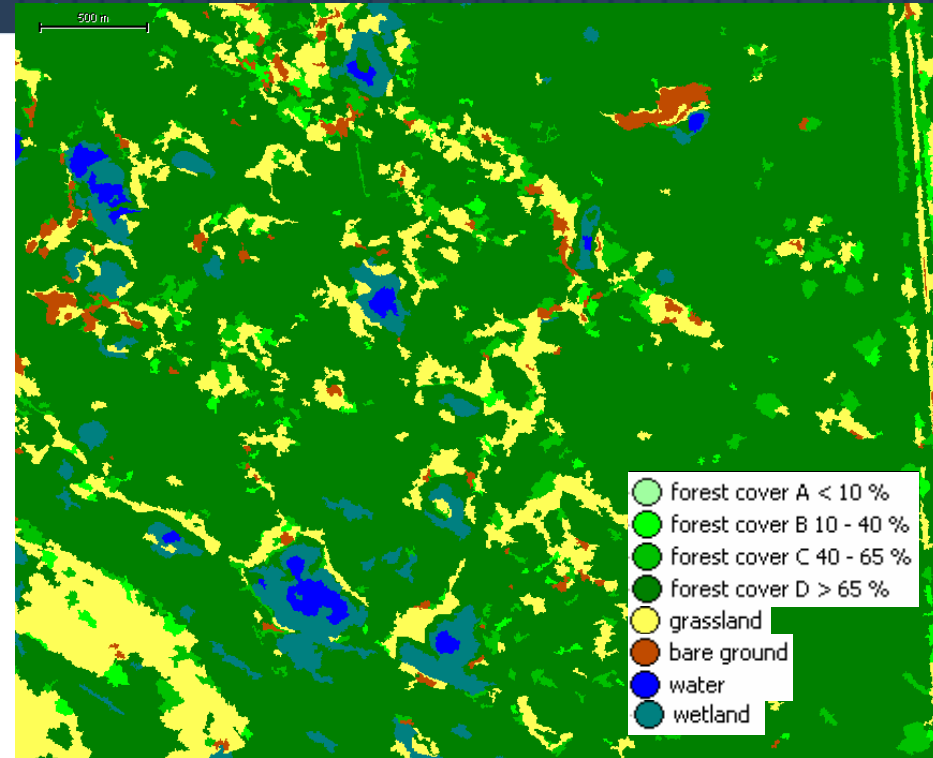 500 m
forest cover A < 10 %
forest cover B 10 - 40 %
forest cover C 40 - 65 %
forest cover D > 65 %
grassland
bare ground
water
wetland